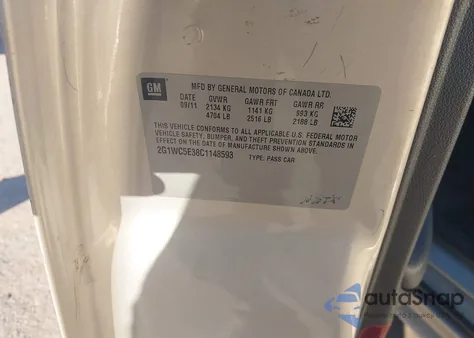 GM
MFD BY GENERAL MOTORS OF CANADA LTD.
DATE GVWR GAWR FRT GAWR RR
09/11 2134 KG 1141 KG 993 KG
4704 LB 2516 LB 2188 LB
THIS VEHICLE CONFORMS TO ALL APPLICABLE U.S. FEDERAL MOTOR
VEHICLE SAFETY, BUMPER, AND THEFT PREVENTION STANDARDS IN
EFFECT ON THE DATE OF MANUFACTURE SHOWN ABOVE.
2G1WC5E38C1148593 TYPE: PASS CAR
autoSnap